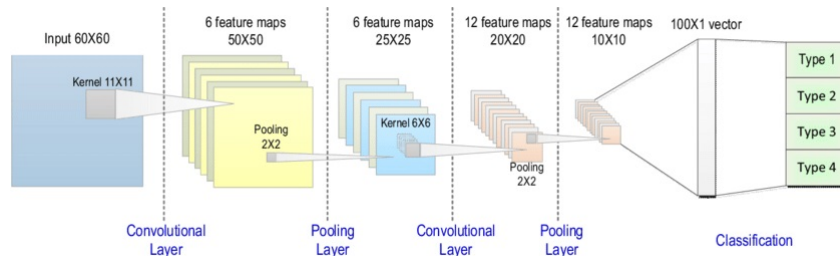 Input 60X60
6 feature maps
50X50
6 feature maps
25X25
12 feature maps
20X20
12 feature maps
10X10
100X1 vector
Kernel 11X11
Pooling
2X2
Kernel 6X6
Pooling
2X2
Type 1
Type 2
Type 3
Type 4
Convolutional
Layer
Pooling
Layer
Convolutional
Layer
Pooling
Layer
Classification